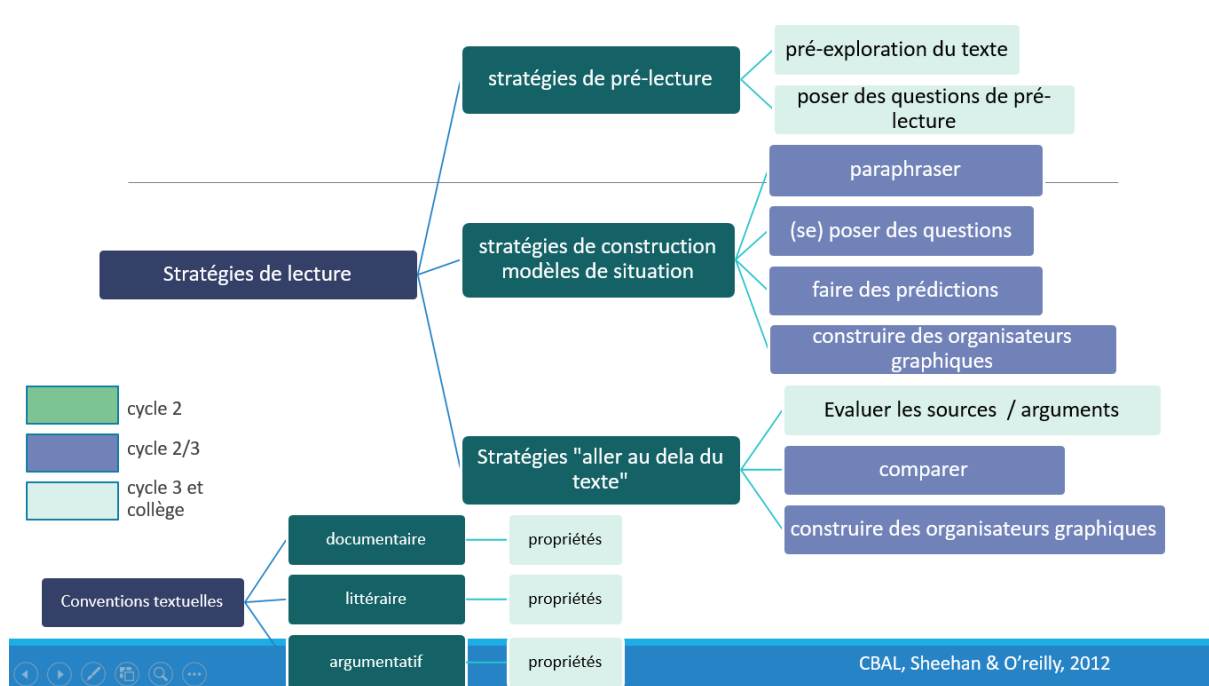 stratégies de pré-lecture
pré-exploration du texte
poser des questions de pré-
lecture
Stratégies de lecture
stratégies de construction
modèles de situation
paraphraser
(se) poser des questions
faire des prédictions
construire des organisateurs
graphiques
Stratégies "aller au dela du
texte"
Evaluer les sources / arguments
comparer
construire des organisateurs graphiques
cycle 2
cycle 2/3
cycle 3 et
collège
Conventions textuelles
documentaire
propriétés
littéraire
propriétés
argumentatif
propriétés
CBAL, Sheehan & O’reilly, 2012